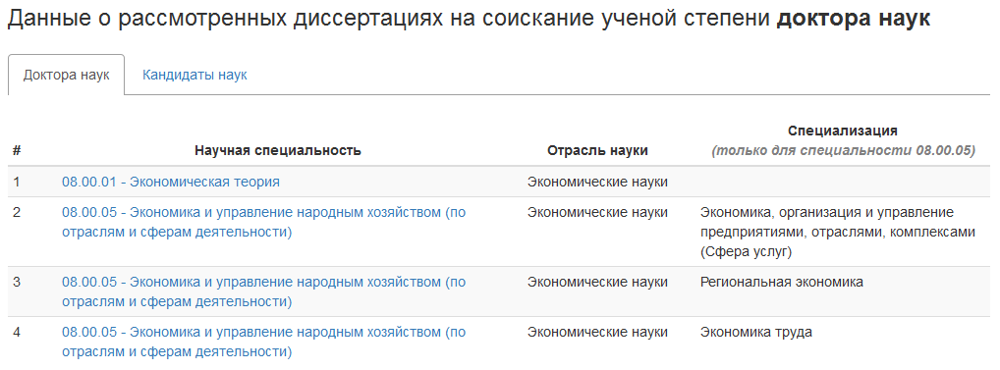 Данные о рассмотренных диссертациях на соискание ученой степени доктора наук
Доктора наук
Кандидаты наук
Специализация
# Научная специальность Отрасль науки (только для специальности 08.00.05)
1 08.00.01 - Экономическая теория Экономические науки
2 08.00.05 - Экономика и управление народным хозяйством (по Экономические науки Экономика, организация и управление
отраслям и сферам деятельности) предприятиями, отраслями, комплексами
(Сфера услуг)
3 08.00.05 - Экономика и управление народным хозяйством (по Экономические науки Региональная экономика
отраслям и сферам деятельности)
4 08.00.05 - Экономика и управление народным хозяйством (по Экономические науки Экономика труда
отраслям и сферам деятельности)